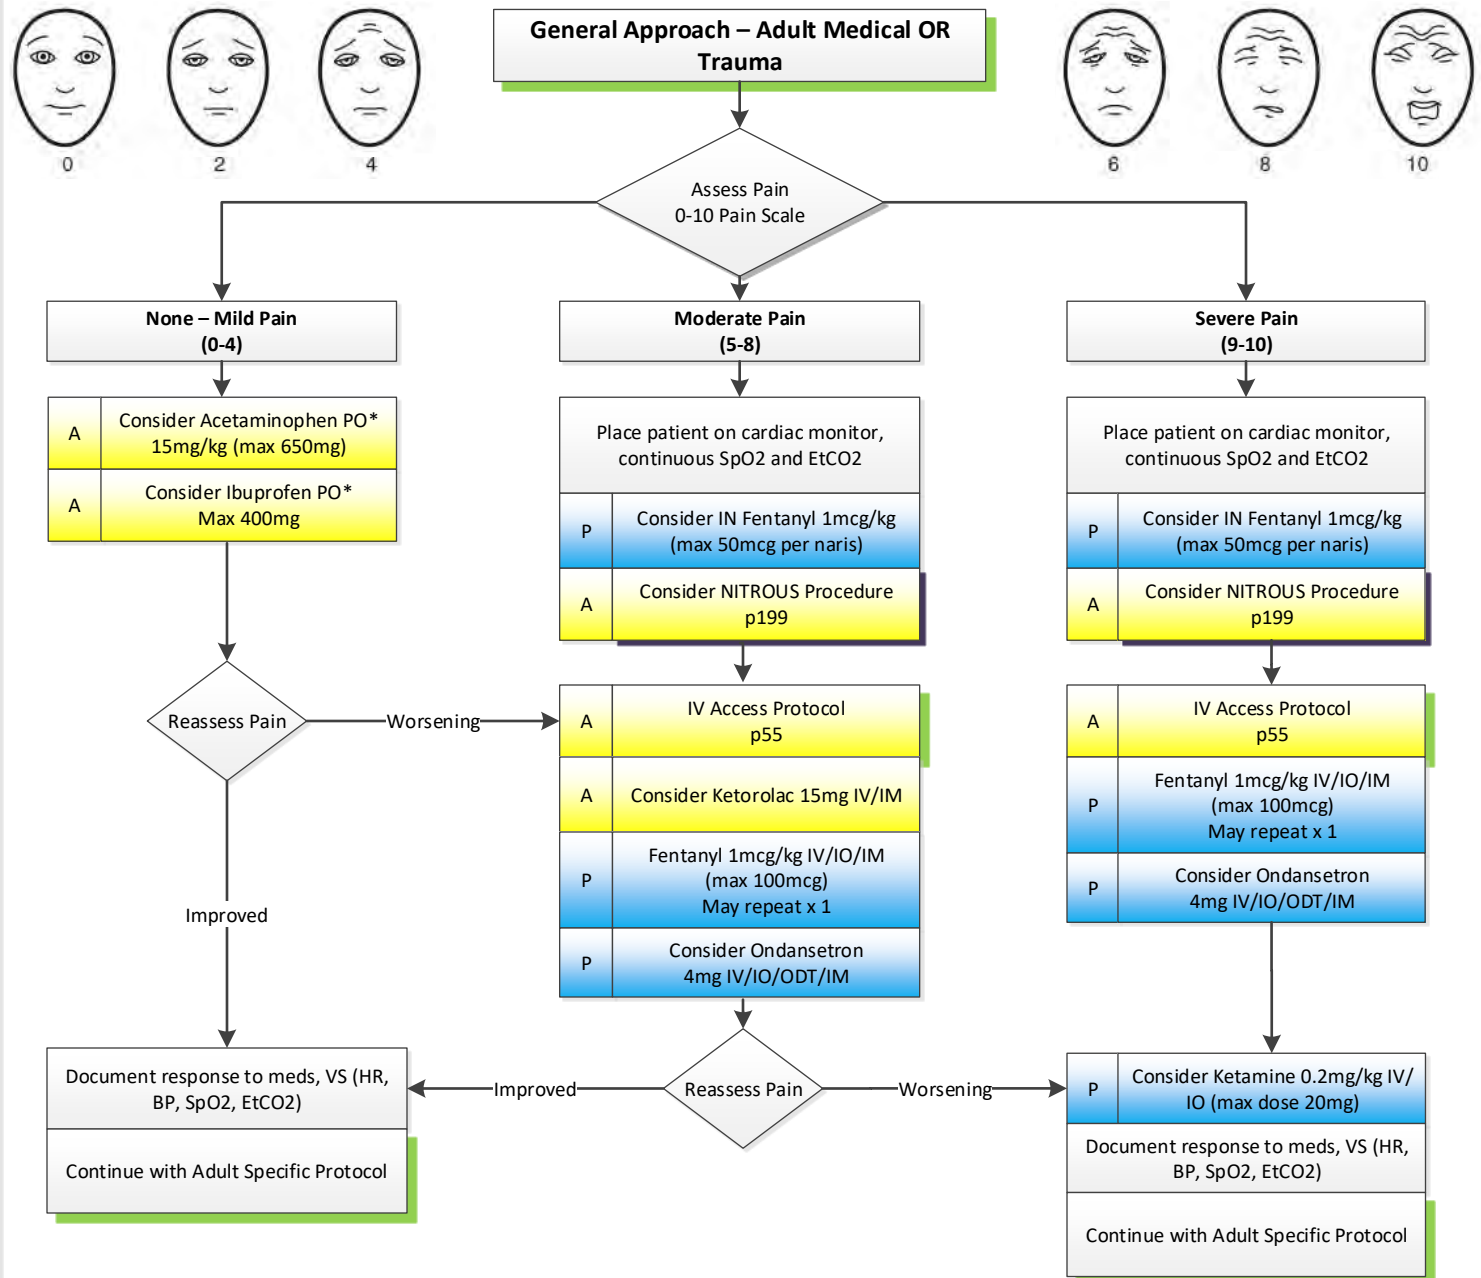 General Approach – Adult Medical OR
Trauma
0
2
4
6
8
10
Assess Pain
0-10 Pain Scale
None – Mild Pain
(0-4)
A
Consider Acetaminophen PO*
15mg/kg (max 650mg)
A
Consider Ibuprofen PO*
Max 400mg
Reassess Pain
Worsening
Improved
Document response to meds, VS (HR,
BP, SpO2, EtCO2)
Continue with Adult Specific Protocol
Moderate Pain
(5-8)
Place patient on cardiac monitor,
continuous SpO2 and EtCO2
P
Consider IN Fentanyl 1mcg/kg
(max 50mcg per naris)
A
Consider NITROUS Procedure
p199
A
IV Access Protocol
p55
A
Consider Ketorolac 15mg IV/IM
P
Fentanyl 1mcg/kg IV/IO/IM
(max 100mcg)
May repeat x 1
P
Consider Ondansetron
4mg IV/IO/ODT/IM
Reassess Pain
Improved
Worsening
Severe Pain
(9-10)
Place patient on cardiac monitor,
continuous SpO2 and EtCO2
P
Consider IN Fentanyl 1mcg/kg
(max 50mcg per naris)
A
Consider NITROUS Procedure
p199
A
IV Access Protocol
p55
P
Fentanyl 1mcg/kg IV/IO/IM
(max 100mcg)
May repeat x 1
P
Consider Ondansetron
4mg IV/IO/ODT/IM
P
Consider Ketamine 0.2mg/kg IV/
IO (max dose 20mg)
Document response to meds, VS (HR,
BP, SpO2, EtCO2)
Continue with Adult Specific Protocol